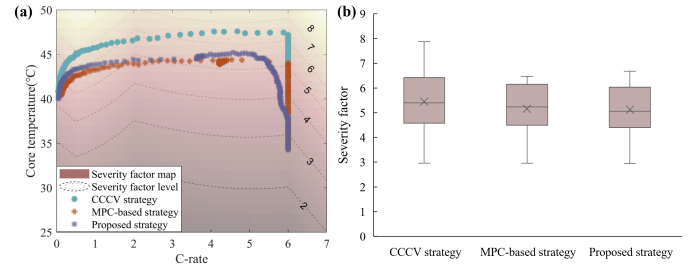 (a)
50
45
40
35
30
25
Core temperature(°C)
0
1
2
3
4
5
6
7
C-rate
8
7
6
5
4
3
2
Severity factor map
Severity factor level
CCCV strategy
MPC-based strategy
Proposed strategy
(b)
9
8
7
6
5
4
3
2
1
0
Severity factor
CCCV strategy
MPC-based strategy
Proposed strategy